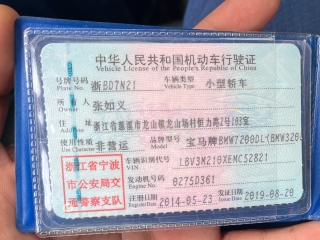 中华人民共和国机动车行驶证
Vehicle License of the People's Republic of China
号牌号码 浙BD7N21 车辆类型 小型轿车
Plate No. Vehicle Type
所有人 张如义
Owner
住址 浙江省慈溪市龙山镇龙山场村恒力路2号103室
Address
使用性质 非营运 品牌型号 宝马牌BMW7200DL(BMW320
Use Character Model
浙江省宁波
市公安局交
通警察支队
车辆识别代号 LBV3M210XEMC52821
VIN
发动机号码 0275D361
Engine No.
注册日期 2014-05-23 发证日期 2019-08-20
Register Date Issue Date